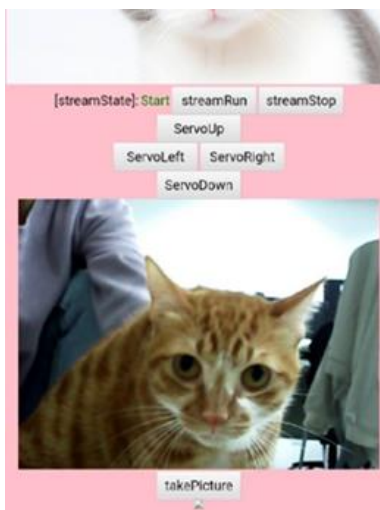 [streamState]: Start streamRun streamStop
ServoUp
ServoLeft ServoRight
ServoDown
takePicture